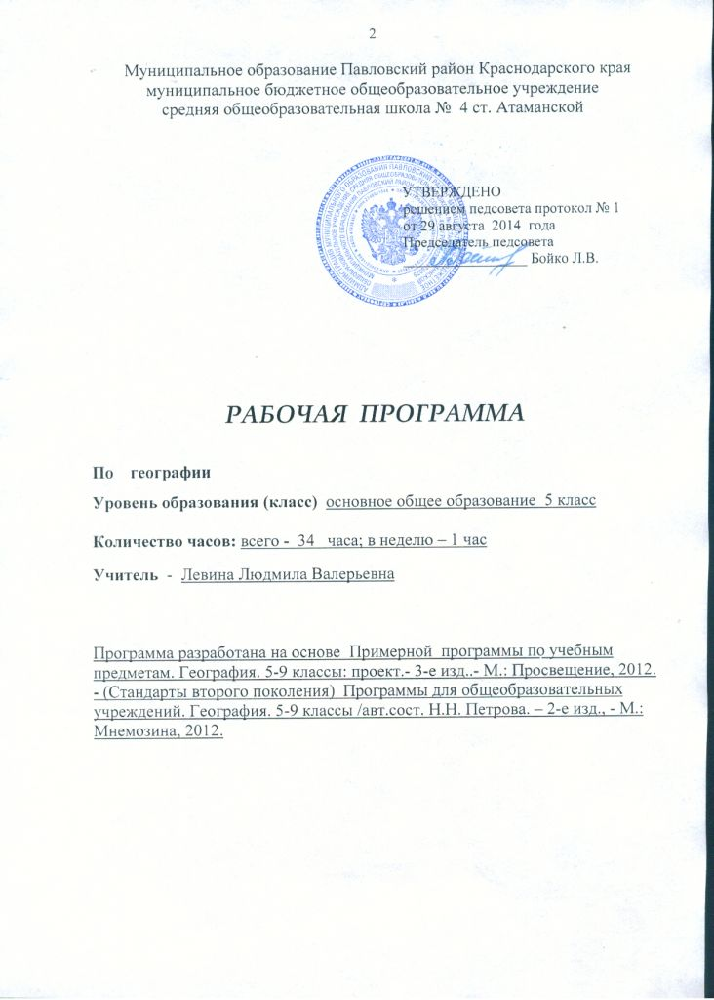 2
Муниципальное образование Павловский район Краснодарского края
муниципальное бюджетное общеобразовательное учреждение
средняя общеобразовательная школа № 4 ст. Атаманской
УТВЕРЖДЕНО
решением педсовета протокол № 1
от 29 августа 2014 года
Председатель педсовета
Бойко Л.В.
РАБОЧАЯ ПРОГРАММА
По географии
Уровень образования (класс) основное общее образование 5 класс
Количество часов: всего - 34 часа; в неделю – 1 час
Учитель - Левина Людмила Валерьевна
Программа разработана на основе Примерной программы по учебным
предметам. География. 5-9 классы: проект.- 3-е изд..- М.: Просвещение, 2012.
- (Стандарты второго поколения) Программы для общеобразовательных
учреждений. География. 5-9 классы /авт.сост. Н.Н. Петрова. – 2-е изд., - М.:
Мнемозина, 2012.